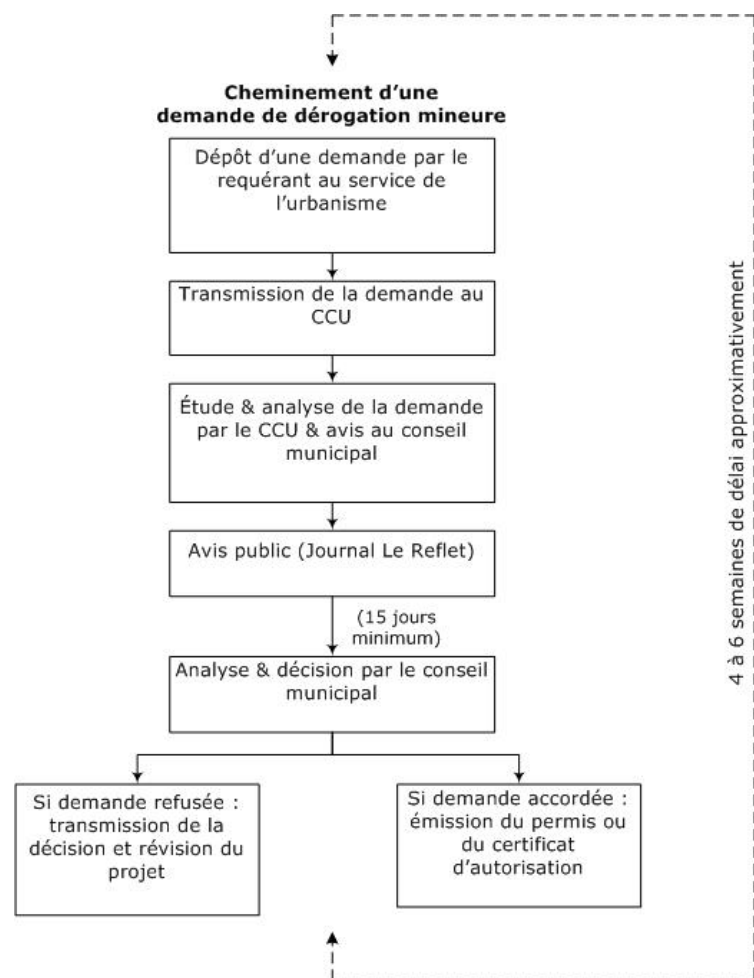 Cheminement d'une
demande de dérogation mineure
Dépôt d'une demande par le
requérant au service de
l'urbanisme
Transmission de la demande au
CCU
Étude & analyse de la demande
par le CCU & avis au conseil
municipal
Avis public (Journal Le Reflet)
(15 jours
minimum)
Analyse & décision par le conseil
municipal
Si demande refusée :
transmission de la
décision et révision du
projet
Si demande accordée :
émission du permis ou
du certificat
d'autorisation
4 à 6 semaines de délai approximativement